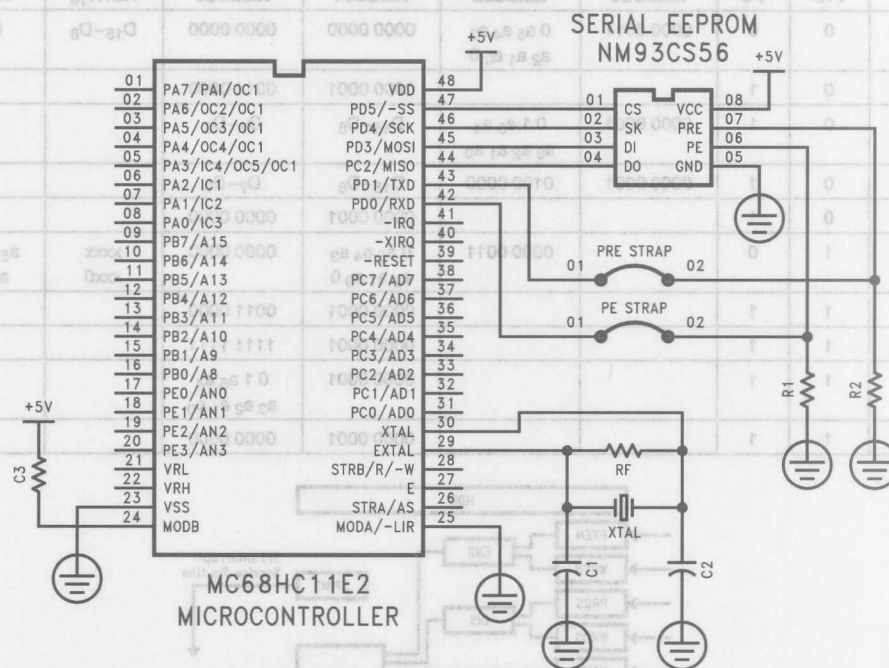 SERIAL EEPROM
NM93CS56
+5V
+5V
01 PA7/PAI/OC1
02 PA6/OC2/OC1
03 PA5/OC3/OC1
04 PA4/OC4/OC1
05 PA3/IC4/OC5/OC1
06 PA2/IC1
07 PA1/IC2
08 PA0/IC3
09 PB7/A15
10 PB6/A14
11 PB5/A13
12 PB4/A12
13 PB3/A11
14 PB2/A10
15 PB1/A9
16 PB0/A8
17 PE0/AN0
18 PE1/AN1
19 PE2/AN2
20 PE3/AN3
21 VRL
22 VRH
23 VSS
24 MODB
VDD 48
PD5/-SS 47
PD4/SCK 46
PD3/MOSI 45
PC2/MISO 44
PD1/TXD 43
PD0/RXD 42
-IRQ 41
-XIRQ 40
-RESET 39
PC7/AD7 38
PC6/AD6 37
PC5/AD5 36
PC4/AD4 35
PC3/AD3 34
PC2/AD2 33
PC1/AD1 32
PC0/AD0 31
XTAL 30
EXTAL 29
STRB/R/-W 28
E 27
STRA/AS 26
MODA/-LIR 25
01 CS VCC 08
02 SK PRE 07
03 DI PE 06
04 DO GND 05
PRE STRAP
01 02
PE STRAP
01 02
R1
R2
+5V
C3
RF
XTAL
C1
C2
MC68HC11E2
MICROCONTROLLER